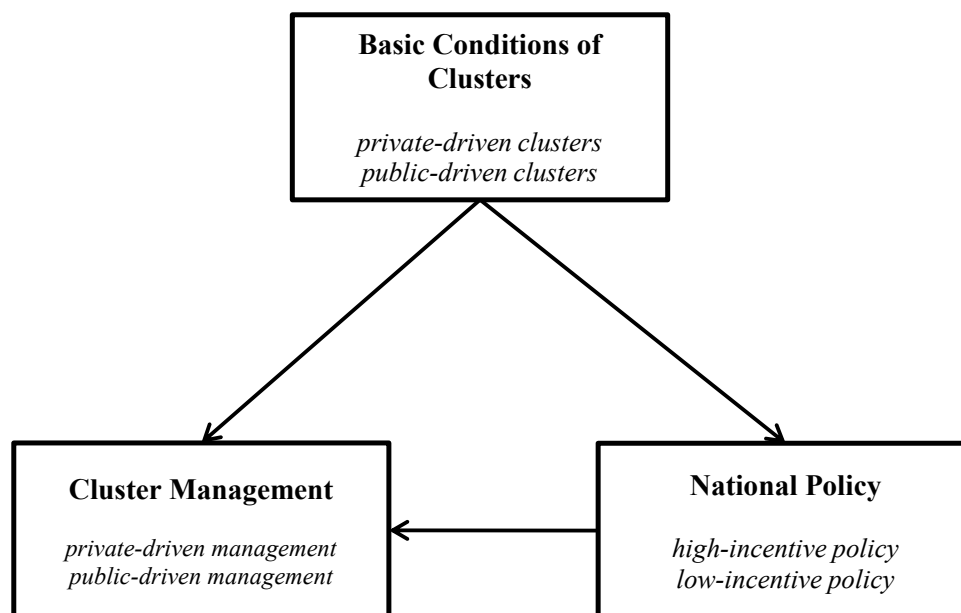 Basic Conditions of
Clusters
private-driven clusters
public-driven clusters
Cluster Management
private-driven management
public-driven management
National Policy
high-incentive policy
low-incentive policy